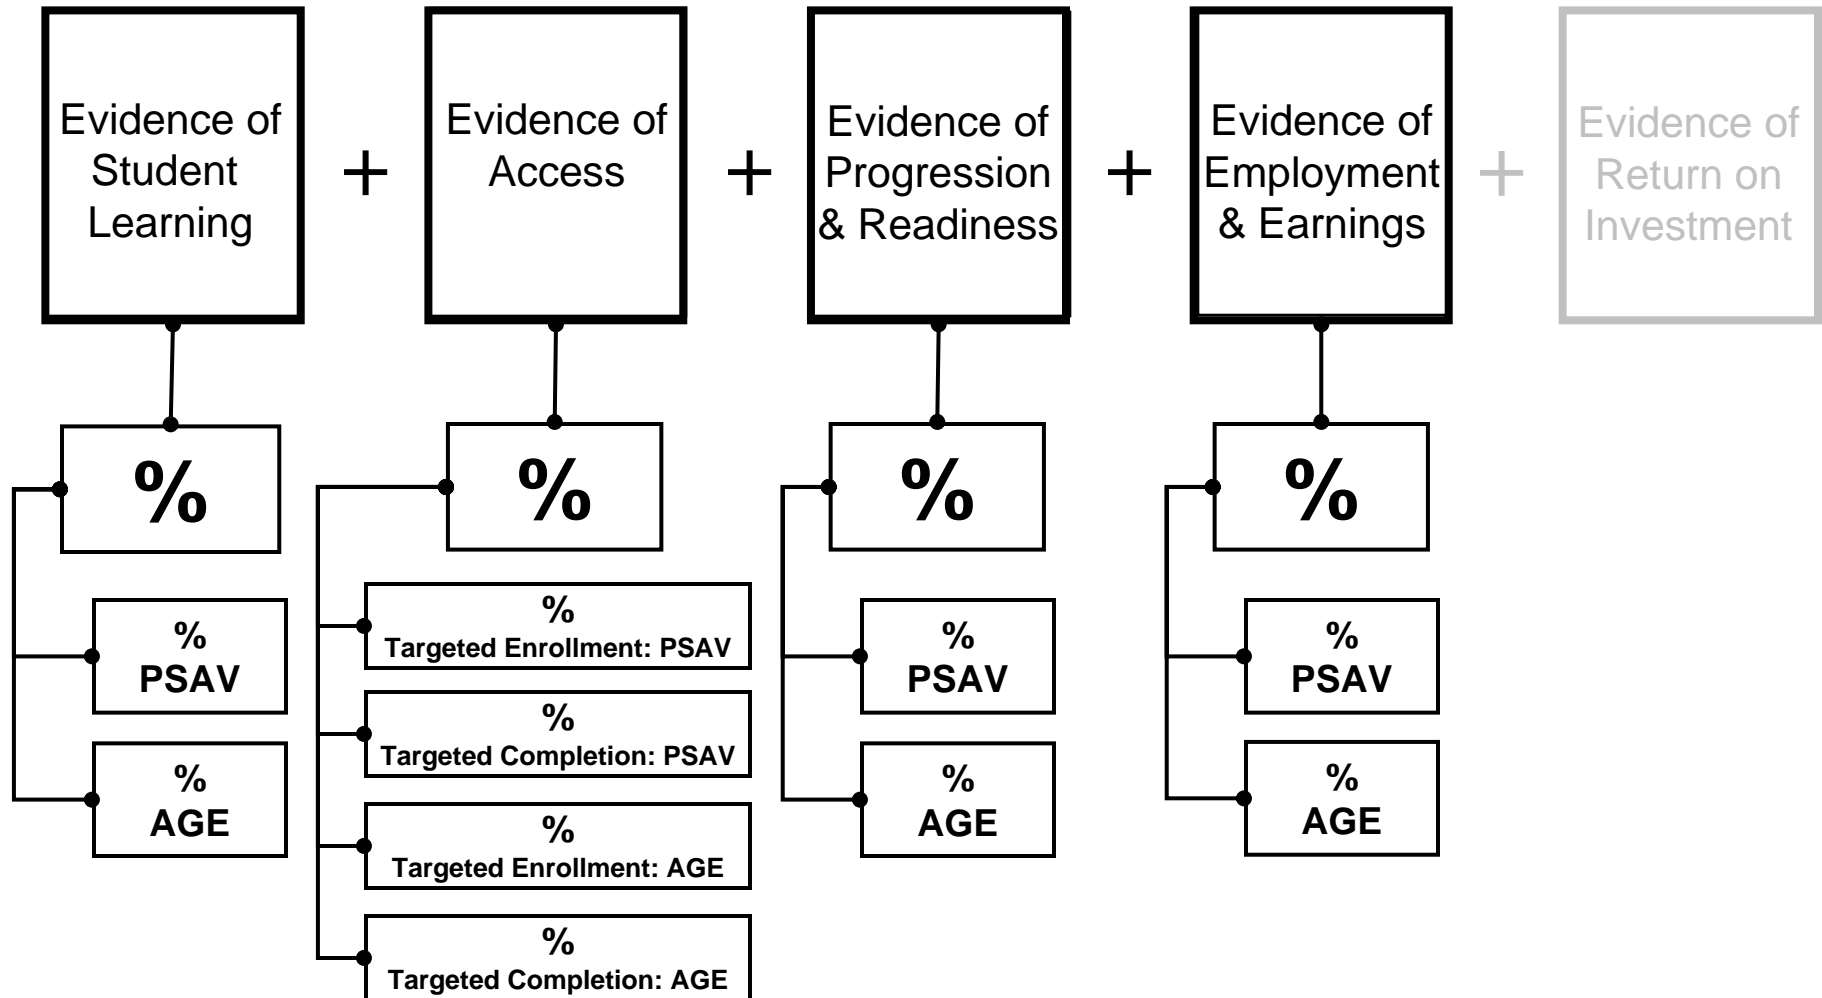 Evidence of
Student
Learning
+
Evidence of
Access
+
Evidence of
Progression
& Readiness
+
Evidence of
Employment
& Earnings
+
Evidence of
Return on
Investment
%
%
PSAV
%
AGE
%
%
Targeted Enrollment: PSAV
%
Targeted Completion: PSAV
%
Targeted Enrollment: AGE
%
Targeted Completion: AGE
%
%
PSAV
%
AGE
%
%
PSAV
%
AGE